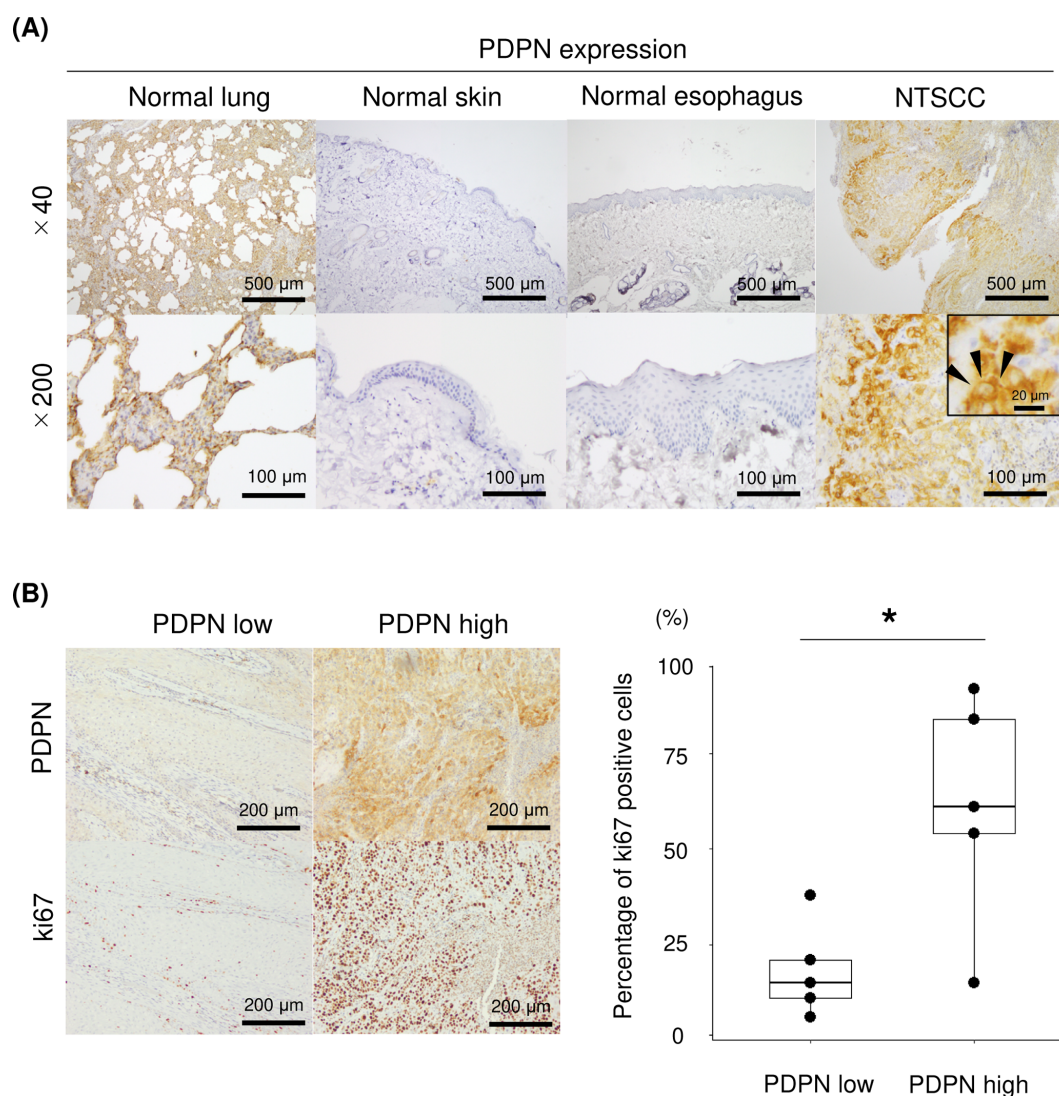 (A)
PDPN expression
Normal lung Normal skin Normal esophagus NTSCC
×40
500 µm 500 µm 500 µm 500 µm
×200
20 µm
100 µm 100 µm 100 µm 100 µm
(B)
PDPN low PDPN high
PDPN
200 µm 200 µm
ki67
200 µm 200 µm
(%)
*
Percentage of ki67 positive cells
100
75
50
25
0
PDPN low PDPN high